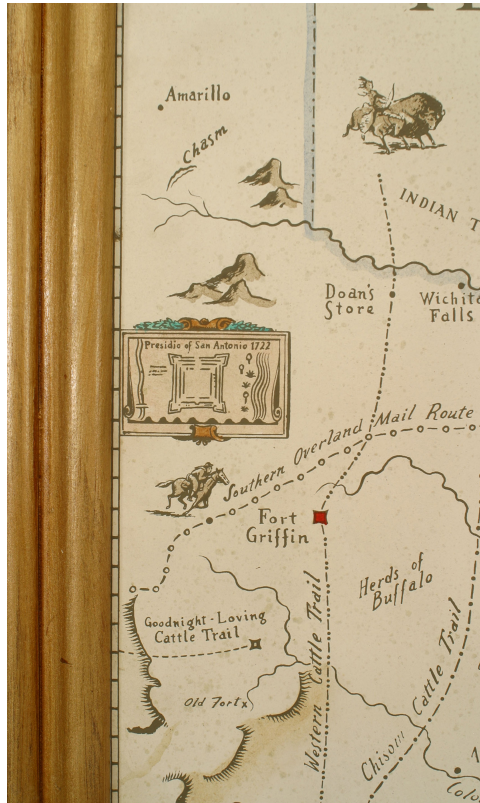 Amarillo
Chasm
INDIAN
Doan's
Store
Wichita
Falls
Presidio of San Antonio 1722
Southern Overland Mail Route
Fort
Griffin
Herds of
Buffalo
Goodnight-Loving
Cattle Trail
Western Cattle Trail
Chisom Cattle Trail
Old Fort x
Colo